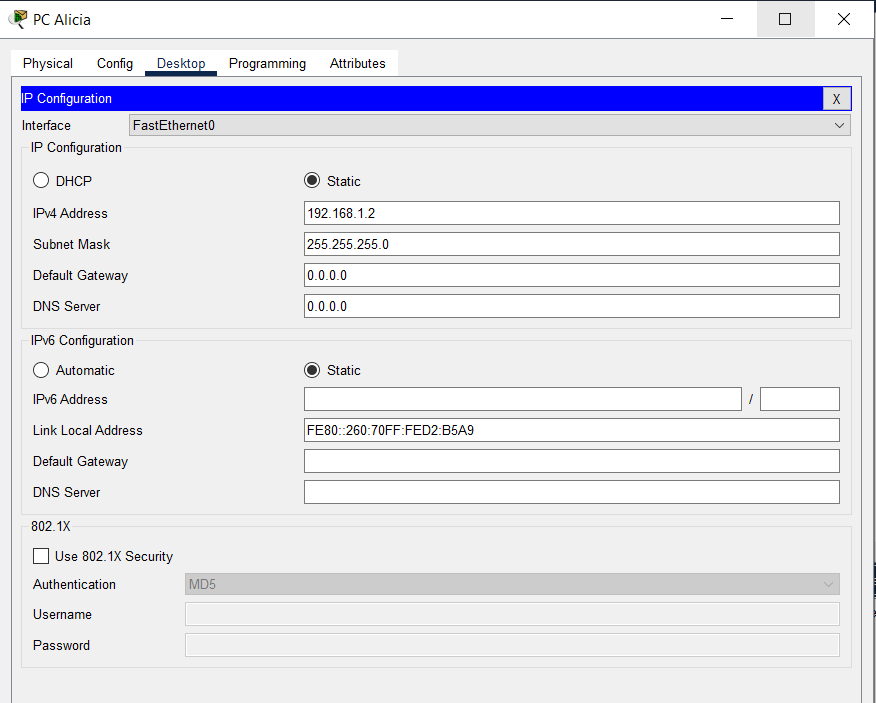 PC Alicia
Physical Config Desktop Programming Attributes
IP Configuration X
Interface FastEthernet0
IP Configuration
DHCP Static
IPv4 Address 192.168.1.2
Subnet Mask 255.255.255.0
Default Gateway 0.0.0.0
DNS Server 0.0.0.0
IPv6 Configuration
Automatic Static
IPv6 Address /
Link Local Address FE80::260:70FF:FED2:B5A9
Default Gateway
DNS Server
802.1X
Use 802.1X Security
Authentication MD5
Username
Password